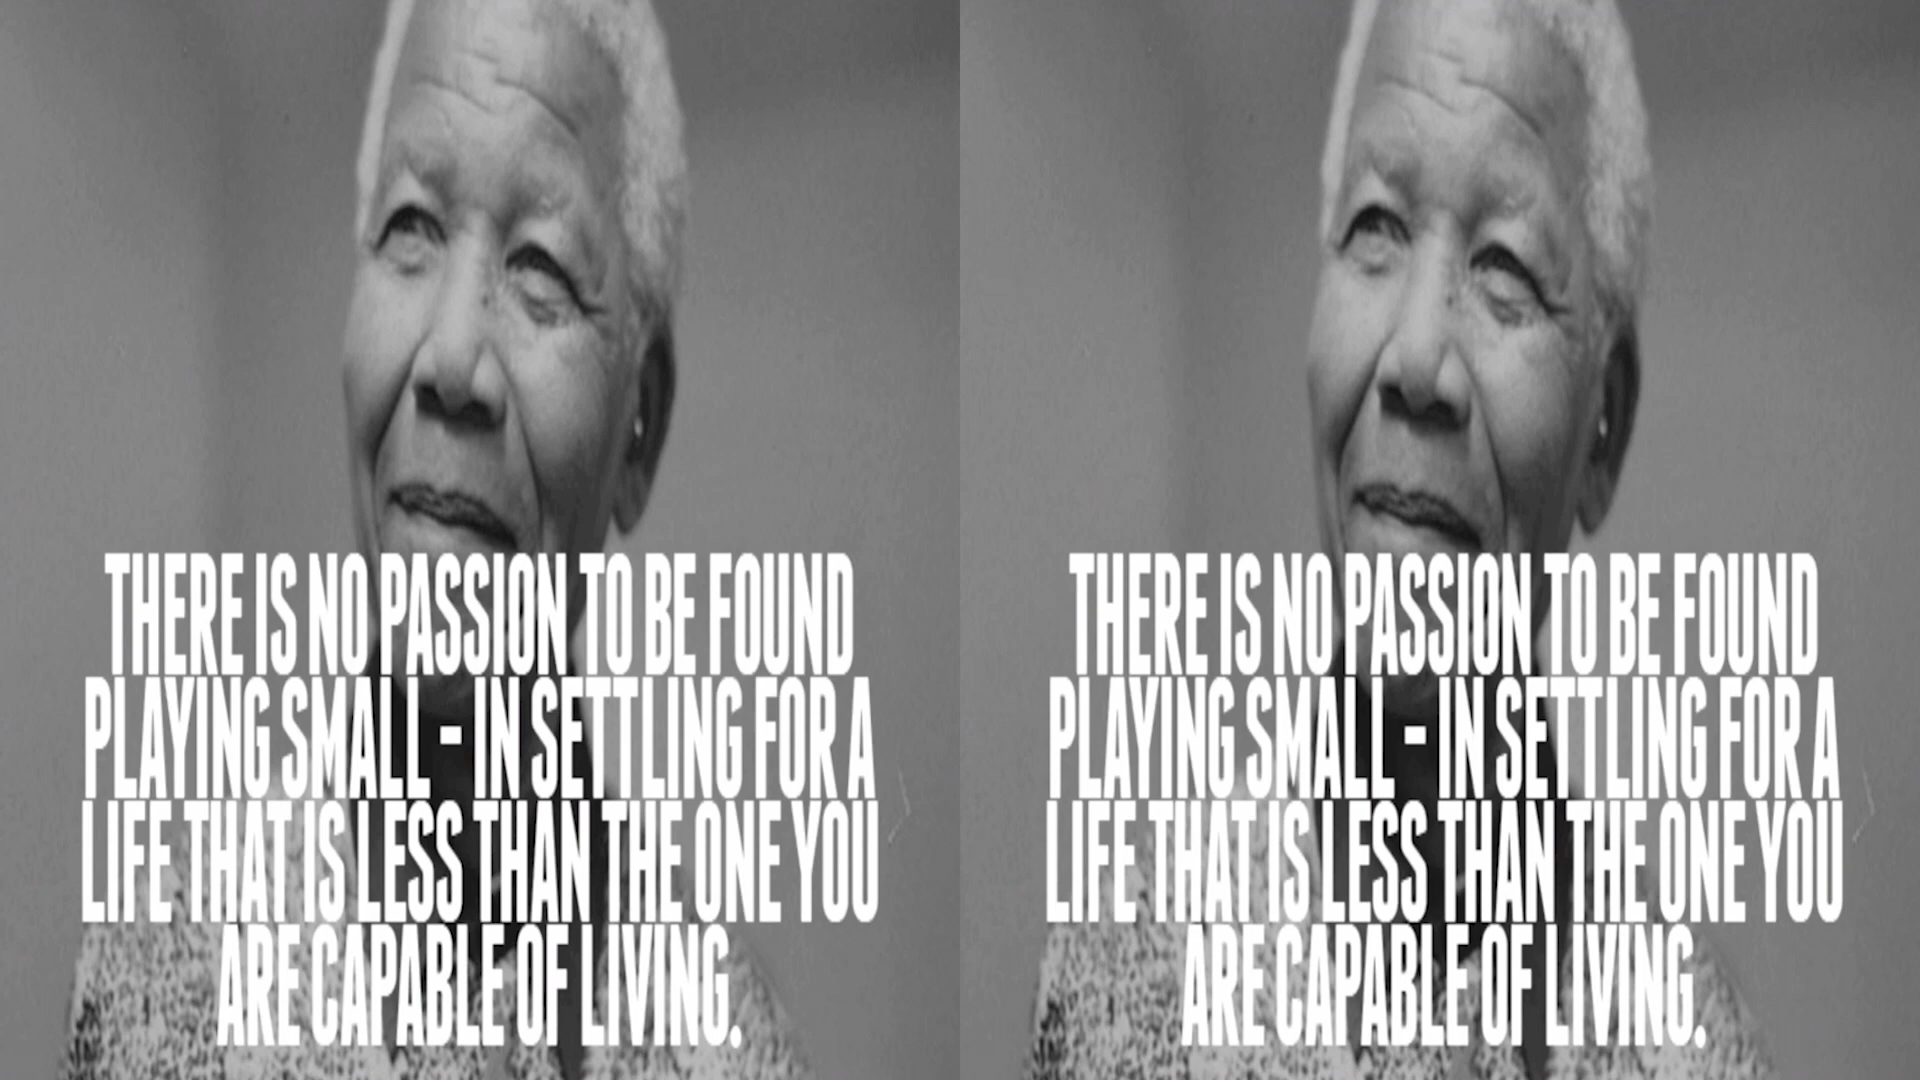 THERE IS NO PASSION TO BE FOUND
PLAYING SMALL - IN SETTLING FOR A
LIFE THAT IS LESS THAN THE ONE YOU
ARE CAPABLE OF LIVING.
THERE IS NO PASSION TO BE FOUND
PLAYING SMALL - IN SETTLING FOR A
LIFE THAT IS LESS THAN THE ONE YOU
ARE CAPABLE OF LIVING.